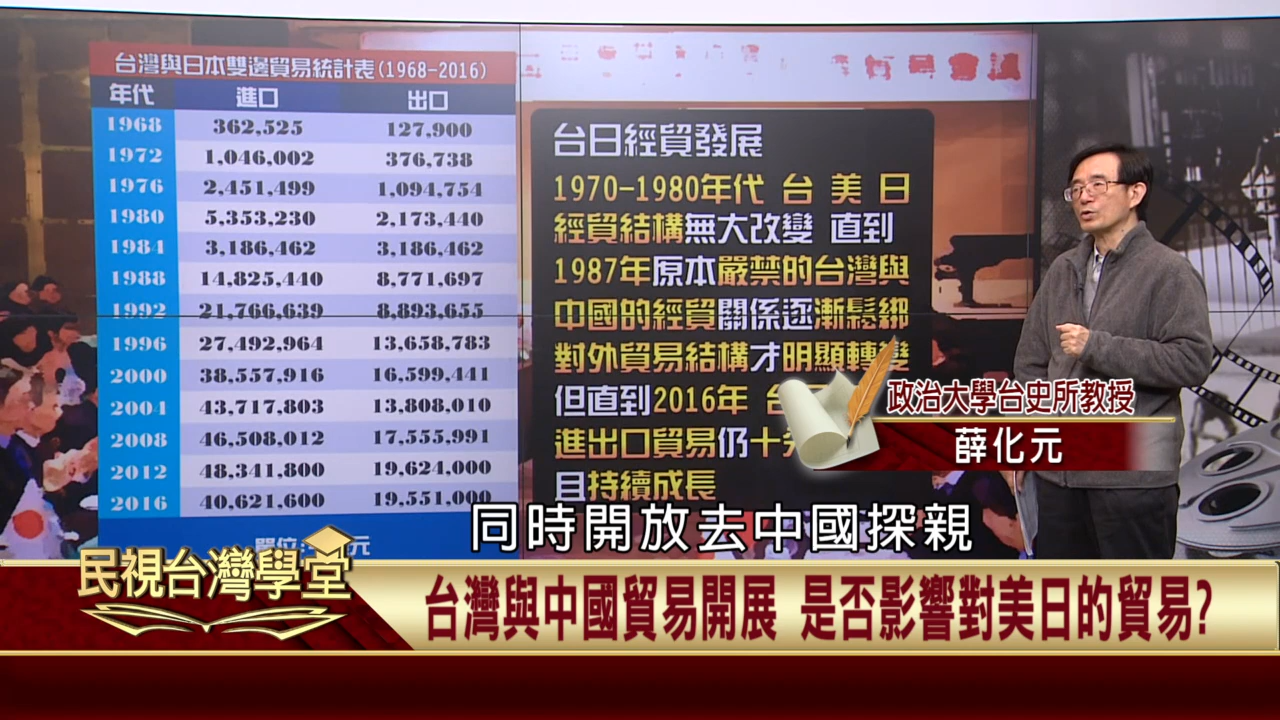 台灣與日本雙邊貿易統計表(1968-2016)
年代 進口 出口
1968 362,525 127,900
1972 1,046,002 376,738
1976 2,451,499 1,094,754
1980 5,353,230 2,173,440
1984 3,186,462 3,186,462
1988 14,825,440 8,771,697
1992 21,766,639 8,893,655
1996 27,492,964 13,658,783
2000 38,557,916 16,599,441
2004 43,717,803 13,808,010
2008 46,508,012 17,555,991
2012 48,341,800 19,624,000
2016 40,621,600 19,551,000
台日經貿發展
1970-1980年代 台 美 日
經貿結構無大改變 直到
1987年原本嚴禁的台灣與
中國的經貿關係逐漸鬆綁
對外貿易結構才明顯轉變
但直到2016年 台
進出口貿易仍十分
且持續成長
政治大學台史所教授
薛化元
同時開放去中國探親
民視台灣學堂
台灣與中國貿易開展 是否影響對美日的貿易?